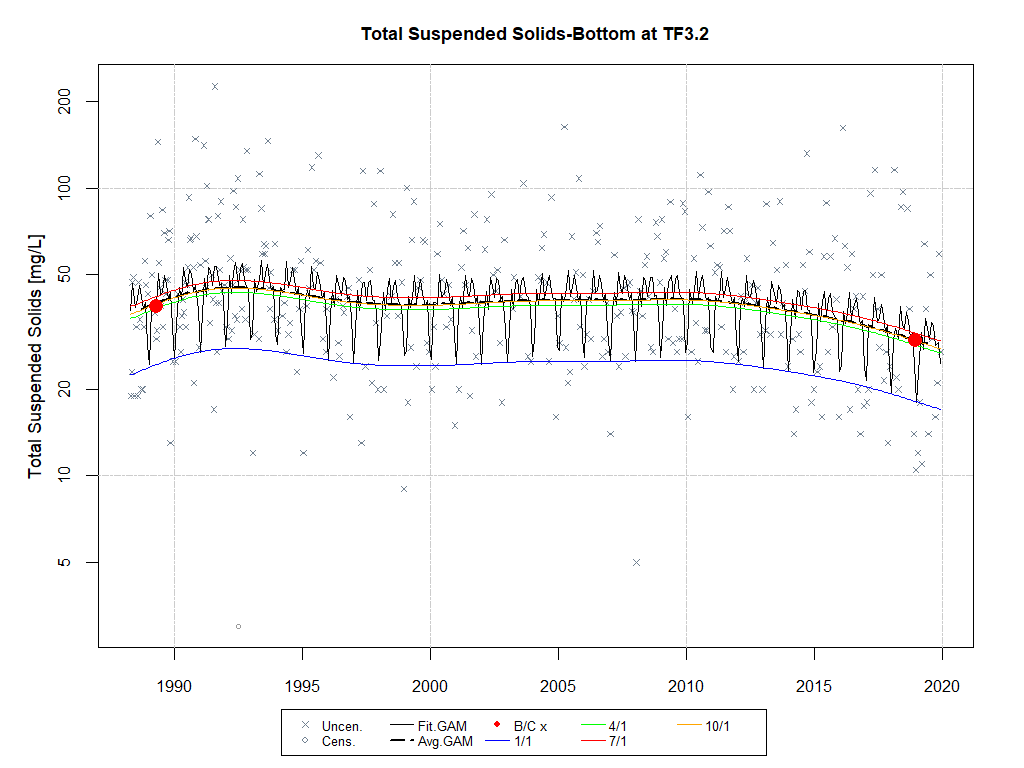 Total Suspended Solids-Bottom at TF3.2
Total Suspended Solids [mg/L]
200
100
50
20
10
5
1990 1995 2000 2005 2010 2015 2020
Uncen. Fit.GAM B/C x 4/1 10/1
Cens. Avg.GAM 1/1 7/1